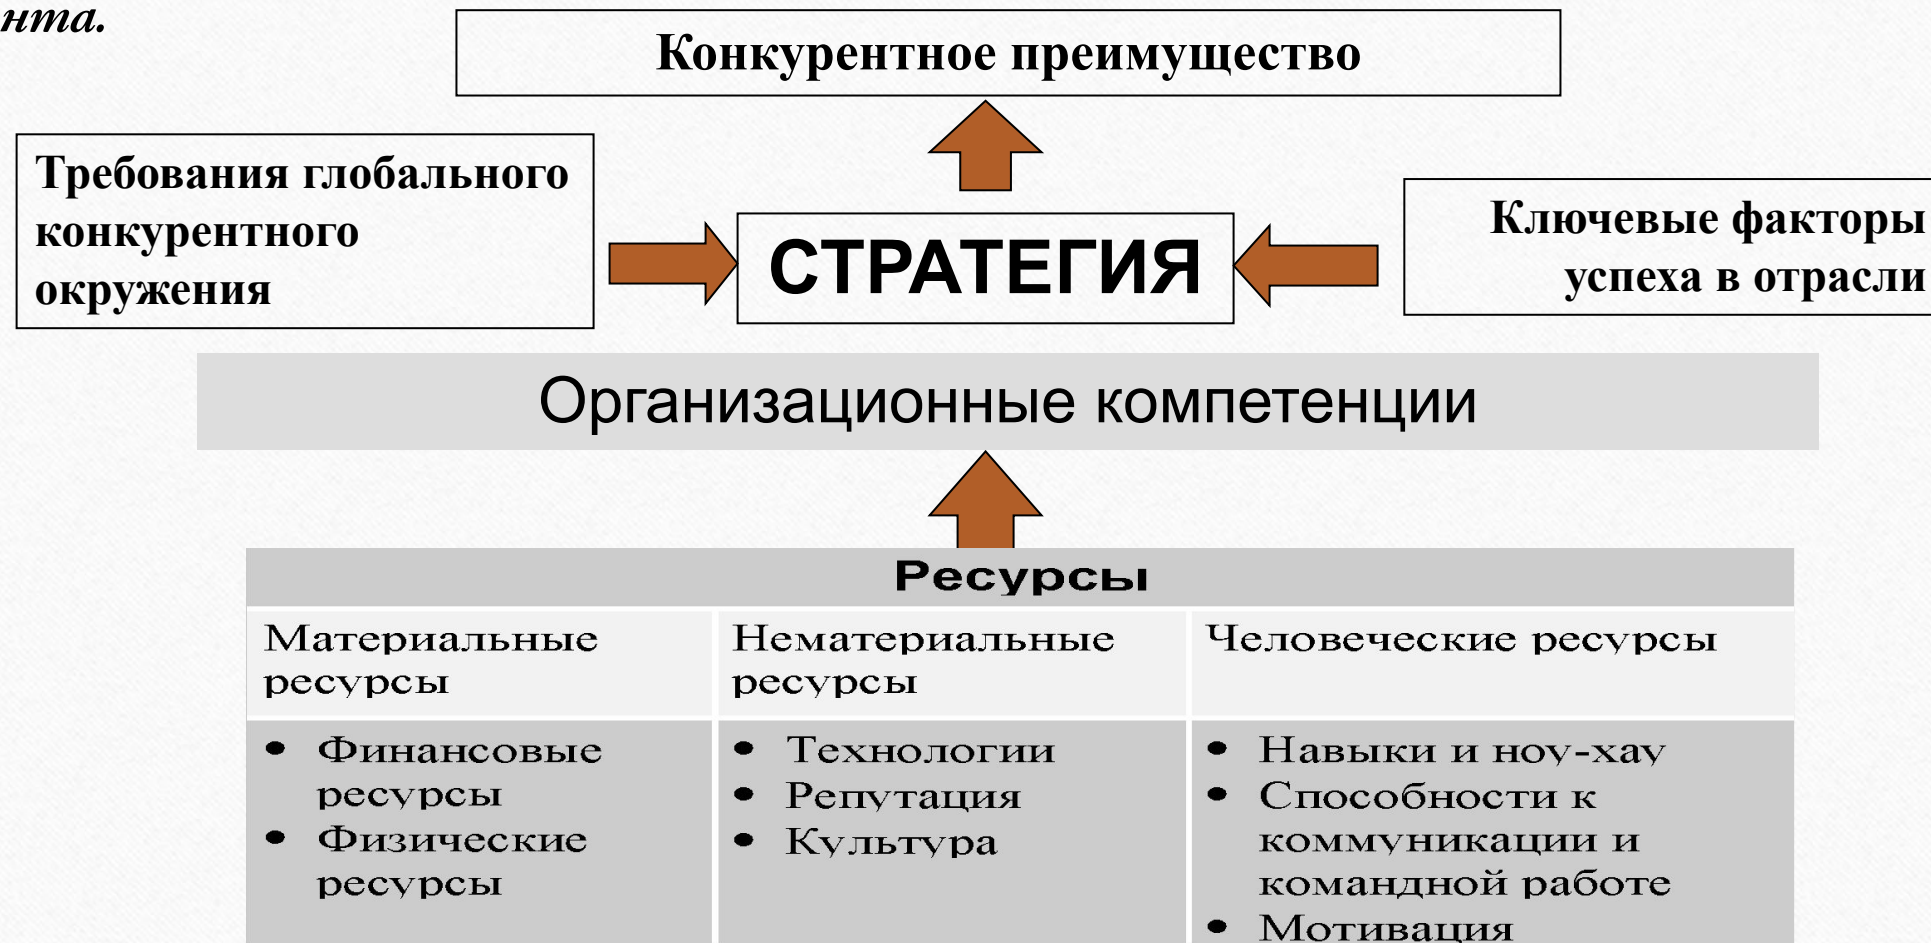 нта.
Конкурентное преимущество
Требования глобального
конкурентного
окружения
СТРАТЕГИЯ
Ключевые факторы
успеха в отрасли
Организационные компетенции
Ресурсы
Материальные
ресурсы
Нематериальные
ресурсы
Человеческие ресурсы
• Финансовые
ресурсы
• Физические
ресурсы
• Технологии
• Репутация
• Культура
• Навыки и ноу-хау
• Способности к
коммуникации и
командной работе
• Мотивация